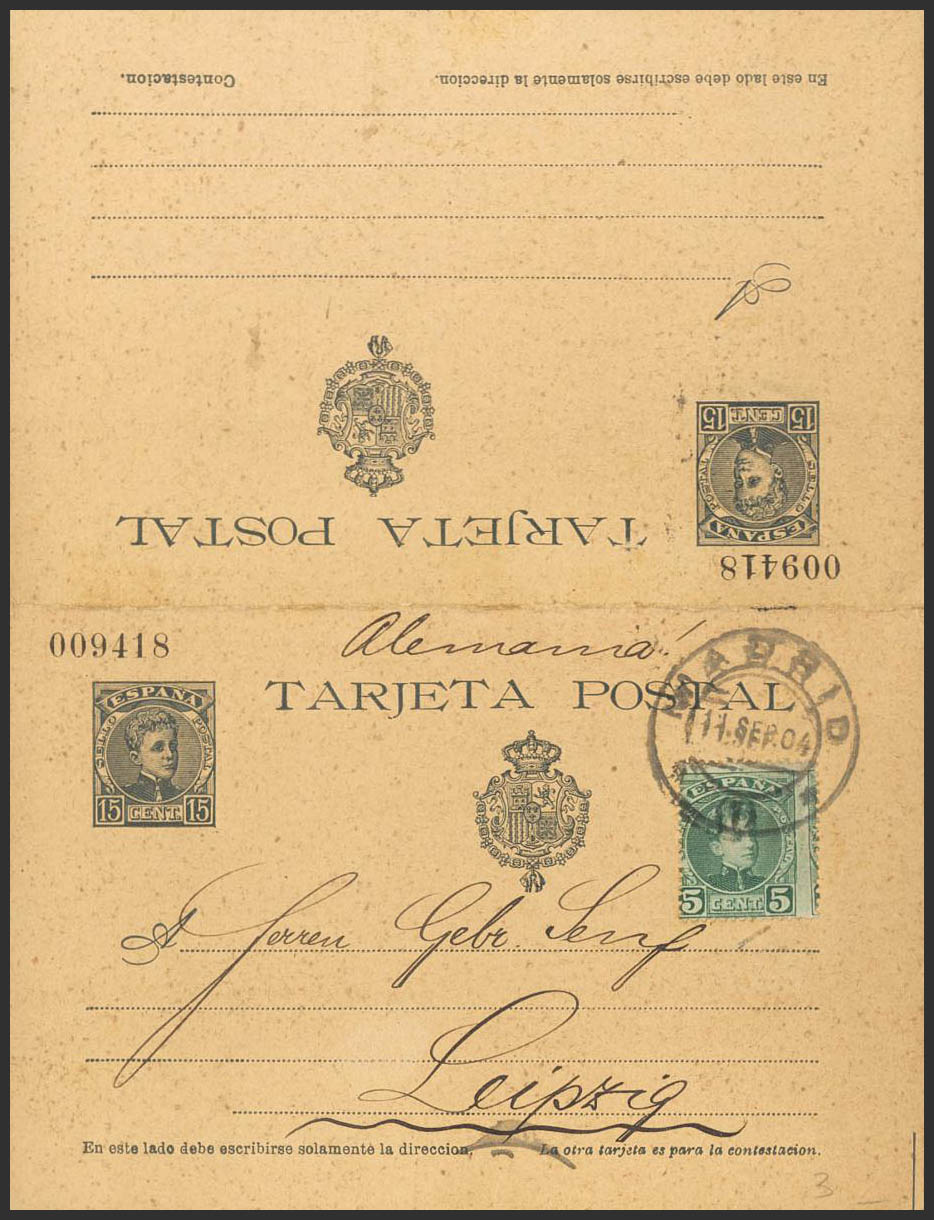 Contestacion.
En este lado debe escribirse solamente la direccion.
A
TARJETA POSTAL
ESPAÑA
SELLO POSTAL
15 CENT. 15
009418
009418
Alemania!
TARJETA POSTAL
MADRID
11.SEP.04
ESPAÑA
SELLO POSTAL
15 CENT. 15
ESPAÑA
5 CENT. 5
A Herren Gebr. Senf
Leipzig
En este lado debe escribirse solamente la direccion.
La otra tarjeta es para la contestacion.
3